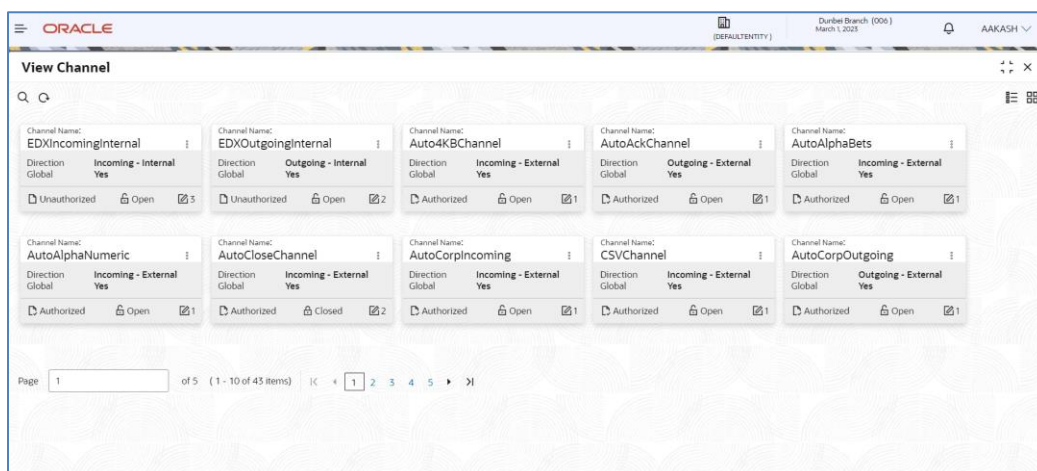 ORACLE
(DEFAULTENTITY)
Dunbei Branch (006)
March 1, 2023
AAKASH
View Channel
Channel Name:
EDXIncomingInternal
Direction Incoming - Internal
Global Yes
Unauthorized Open 3
Channel Name:
EDXOutgoingInternal
Direction Outgoing - Internal
Global Yes
Unauthorized Open 2
Channel Name:
Auto4KBChannel
Direction Incoming - External
Global Yes
Authorized Open 1
Channel Name:
AutoAckChannel
Direction Outgoing - External
Global Yes
Authorized Open 1
Channel Name:
AutoAlphaBets
Direction Incoming - External
Global Yes
Authorized Open 1
Channel Name:
AutoAlphaNumeric
Direction Incoming - External
Global Yes
Authorized Open 1
Channel Name:
AutoCloseChannel
Direction Incoming - External
Global Yes
Authorized Closed 2
Channel Name:
AutoCorpIncoming
Direction Incoming - External
Global Yes
Authorized Open 1
Channel Name:
CSVChannel
Direction Incoming - External
Global Yes
Authorized Open 1
Channel Name:
AutoCorpOutgoing
Direction Outgoing - External
Global Yes
Authorized Open 1
Page 1 of 5 (1 - 10 of 43 items) 1 2 3 4 5